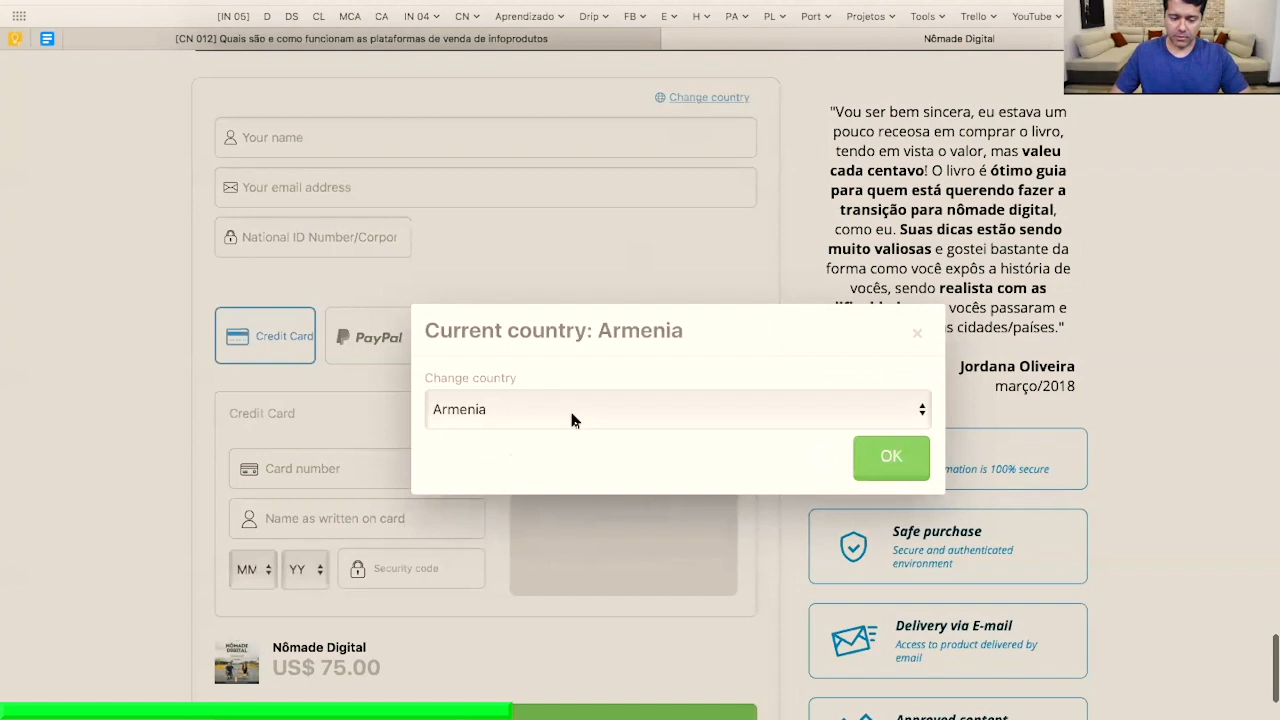 [IN 05] D DS CL MCA CA IN 04 CN Aprendizado Drip FB E H PA PL Port Projetos Tools Trello YouTube
[CN 012] Quais são e como funcionam as plataformas de venda de infoprodutos
Nômade Digital
Change country
Your name
Your email address
National ID Number/Corpor
Credit Card
PayPal
Current country: Armenia
×
Change country
Armenia
OK
Credit Card
Card number
Name as written on card
MM
YY
Security code
Nômade Digital
US$ 75.00
NÔMADE
DIGITAL
"Vou ser bem sincera, eu estava um
pouco receosa em comprar o livro,
tendo em vista o valor, mas valeu
cada centavo! O livro é ótimo guia
para quem está querendo fazer a
transição para nômade digital,
como eu. Suas dicas estão sendo
muito valiosas e gostei bastante da
forma como você expôs a história de
vocês, sendo realista com as
vocês passaram e
s cidades/países."
Jordana Oliveira
março/2018
mation is 100% secure
Safe purchase
Secure and authenticated
environment
Delivery via E-mail
Access to product delivered by
email
Approved content